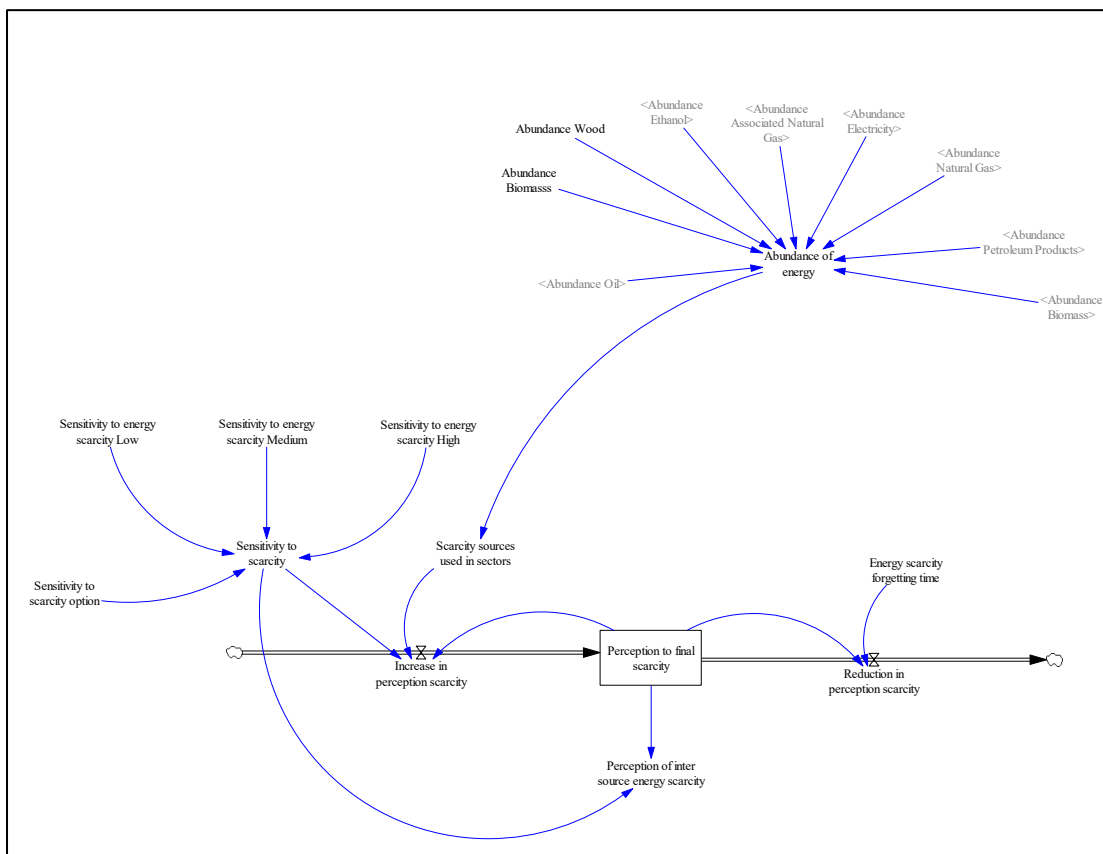 <Abundance
Ethanol>
<Abundance
Associated Natural
Gas>
<Abundance
Electricity>
Abundance Wood
<Abundance
Natural Gas>
Abundance
Biomasss
<Abundance
Petroleum Products>
Abundance of
energy
<Abundance Oil>
<Abundance
Biomass>
Sensitivity to energy
scarcity Low
Sensitivity to energy
scarcity Medium
Sensitivity to energy
scarcity High
Sensitivity to
scarcity
Scarcity sources
used in sectors
Energy scarcity
forgetting time
Sensitivity to
scarcity option
Perception to final
scarcity
Increase in
perception scarcity
Reduction in
perception scarcity
Perception of inter
source energy scarcity